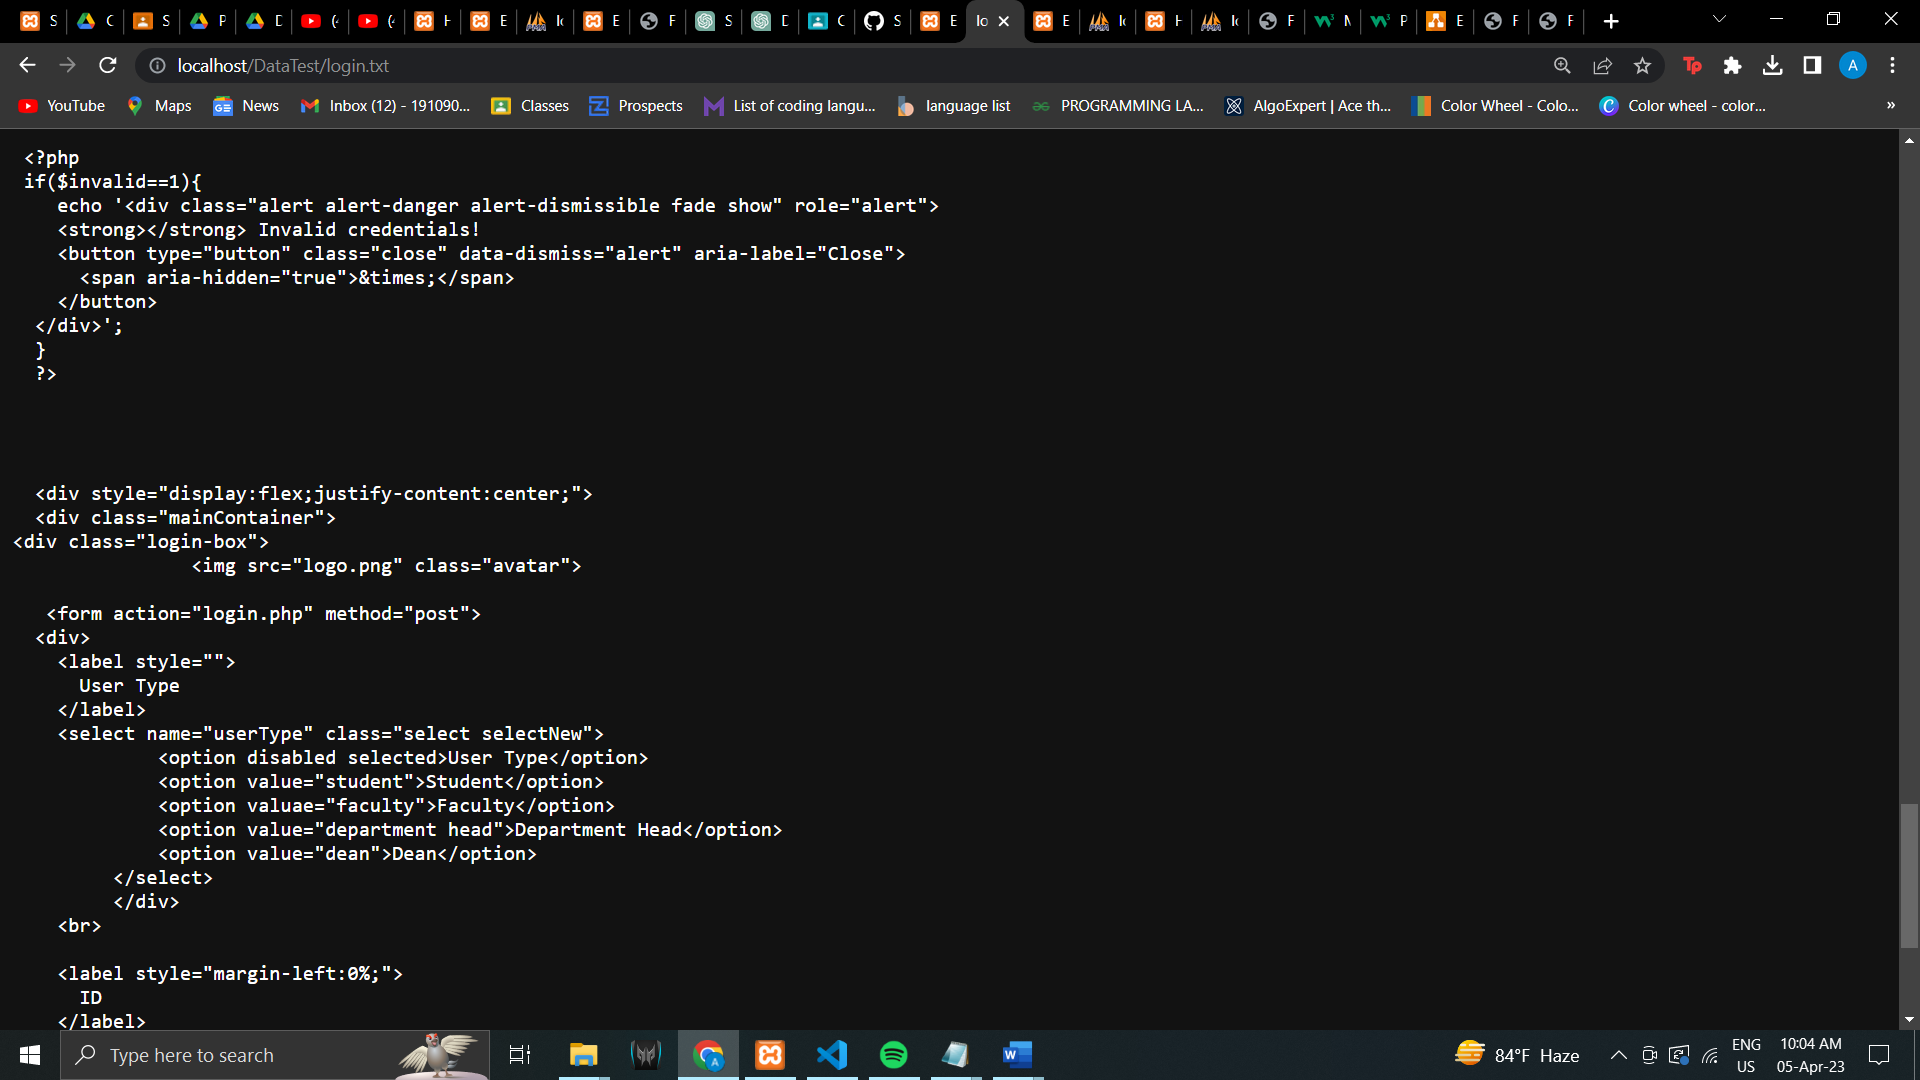 S C S P D ( ( H E Ic E F S D C S E lo E Ic H Ic F M P E F F
localhost/DataTest/login.txt
A
YouTube Maps News Inbox (12) - 191090... Classes Prospects List of coding langu... language list PROGRAMMING LA... AlgoExpert | Ace th... Color Wheel - Colo... Color wheel - color... »
<?php
if($invalid==1){
echo '<div class="alert alert-danger alert-dismissible fade show" role="alert">
<strong></strong> Invalid credentials!
<button type="button" class="close" data-dismiss="alert" aria-label="Close">
<span aria-hidden="true">&times;</span>
</button>
</div>';
}
?>
<div style="display:flex;justify-content:center;">
<div class="mainContainer">
<div class="login-box">
<img src="logo.png" class="avatar">
<form action="login.php" method="post">
<div>
<label style="">
User Type
</label>
<select name="userType" class="select selectNew">
<option disabled selected>User Type</option>
<option value="student">Student</option>
<option valuae="faculty">Faculty</option>
<option value="department head">Department Head</option>
<option value="dean">Dean</option>
</select>
</div>
<br>
<label style="margin-left:0%;">
ID
</label>
Type here to search
84°F Haze
ENG
US
10:04 AM
05-Apr-23